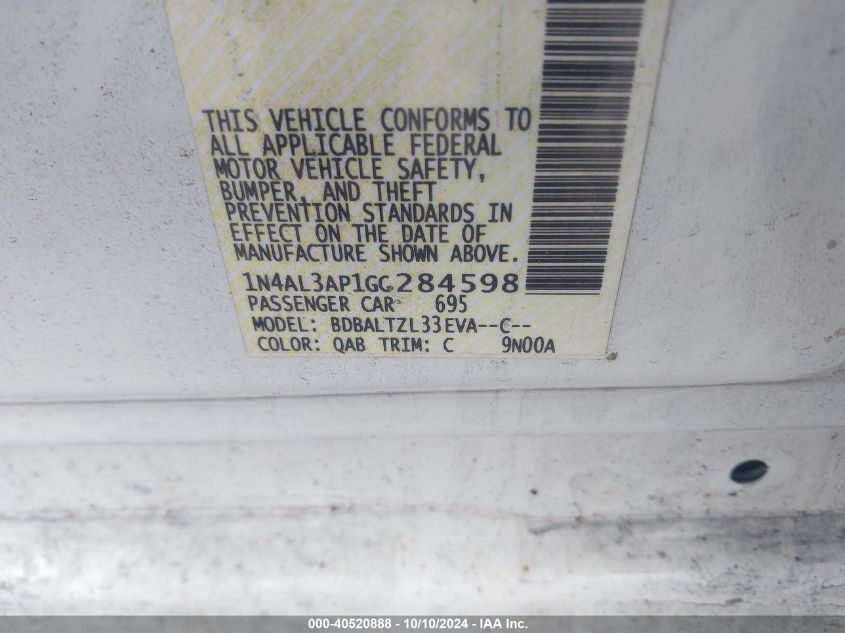 THIS VEHICLE CONFORMS TO
ALL APPLICABLE FEDERAL
MOTOR VEHICLE SAFETY,
BUMPER, AND THEFT
PREVENTION STANDARDS IN
EFFECT ON THE DATE OF
MANUFACTURE SHOWN ABOVE.
1N4AL3AP1GC284598
PASSENGER CAR 695
MODEL: BDBALTZL33EVA--C--
COLOR: QAB TRIM: C 9N00A
000-40520888 - 10/10/2024 - IAA Inc.